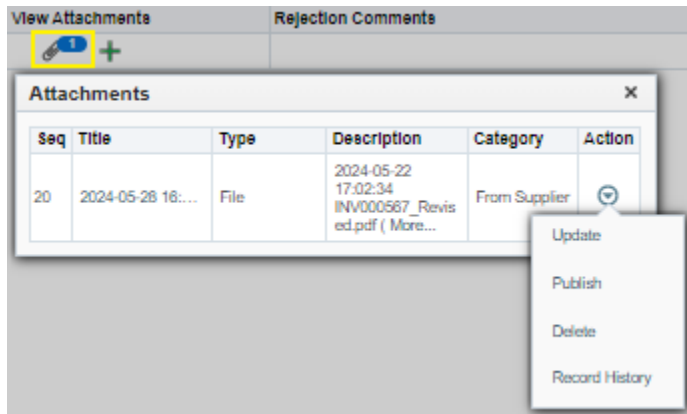 View Attachments Rejection Comments
1
Attachments
Seq Title Type Description Category Action
20 2024-05-28 16:... File 2024-05-22 From Supplier
17:02:34
INV000567_Revis
ed.pdf ( More...
Update
Publish
Delete
Record History